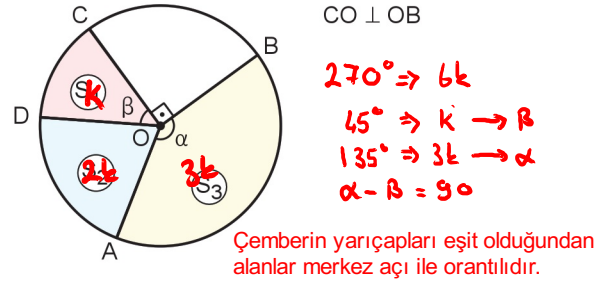 C
CO ⊥ OB
B
270° => 6k
S k
β
45° => k → β
D
O
α
135° => 3k → α
S2 2k
3k
S3
α - β = 90
A
Çemberin yarıçapları eşit olduğundan
alanlar merkez açı ile orantılıdır.